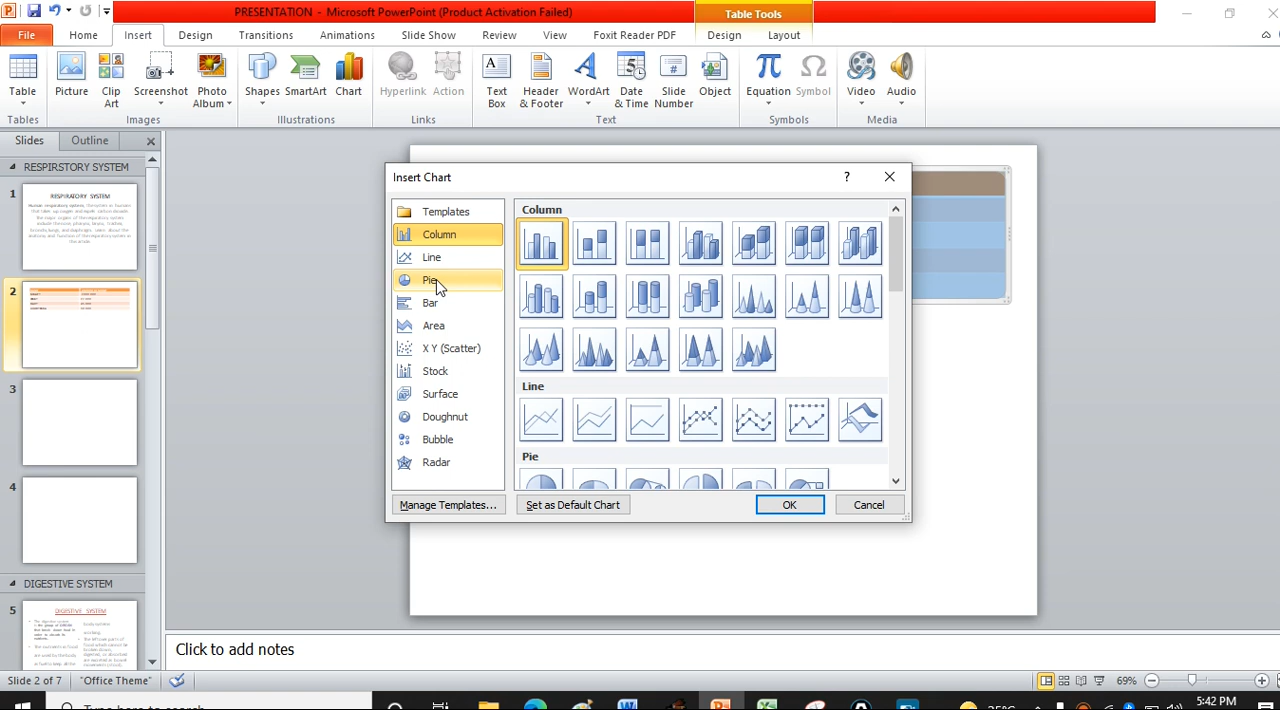 PRESENTATION - Microsoft PowerPoint (Product Activation Failed)
Table Tools
File Home Insert Design Transitions Animations Slide Show Review View Foxit Reader PDF Design Layout
Table Picture Clip Art Screenshot Photo Album Shapes SmartArt Chart Hyperlink Action Text Box Header & Footer WordArt Date & Time Slide Number Object Equation Symbol Video Audio
Tables Images Illustrations Links Text Symbols Media
Slides Outline
RESPIRSTORY SYSTEM
1
RESPIRATORY SYSTEM
2
3
4
DIGESTIVE SYSTEM
5
DIGESTIVE SYSTEM
Insert Chart
?
Templates
Column
Line
Pie
Bar
Area
X Y (Scatter)
Stock
Surface
Doughnut
Bubble
Radar
Column
Line
Pie
Manage Templates... Set as Default Chart OK Cancel
Click to add notes
Slide 2 of 7 "Office Theme" 69%
5:42 PM